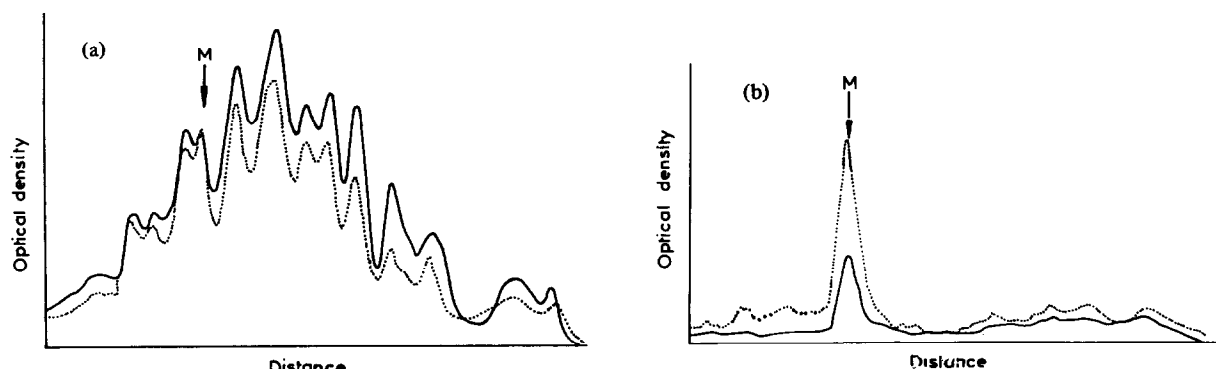 (a)
M
Optical density
Distance
(b)
M
Optical density
Distance